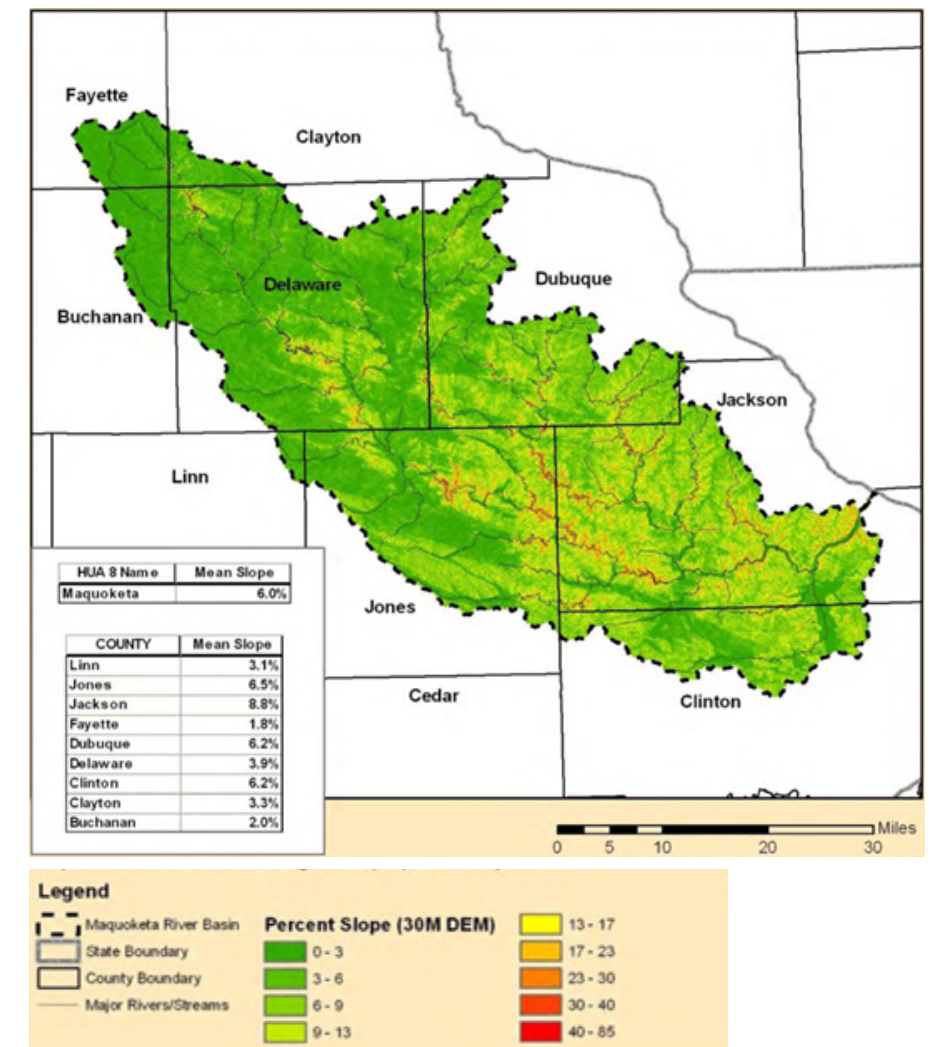 Fayette
Clayton
Delaware
Dubuque
Buchanan
Jackson
Linn
Jones
Cedar
Clinton
HUA 8 Name Mean Slope
Maquoketa 6.0%
COUNTY Mean Slope
Linn 3.1%
Jones 6.5%
Jackson 8.8%
Fayette 1.8%
Dubuque 6.2%
Delaware 3.9%
Clinton 6.2%
Clayton 3.3%
Buchanan 2.0%
Miles
0 5 10 20 30
Legend
Maquoketa River Basin
State Boundary
County Boundary
Major Rivers/Streams
Percent Slope (30M DEM)
0 - 3
3 - 6
6 - 9
9 - 13
13 - 17
17 - 23
23 - 30
30 - 40
40 - 85